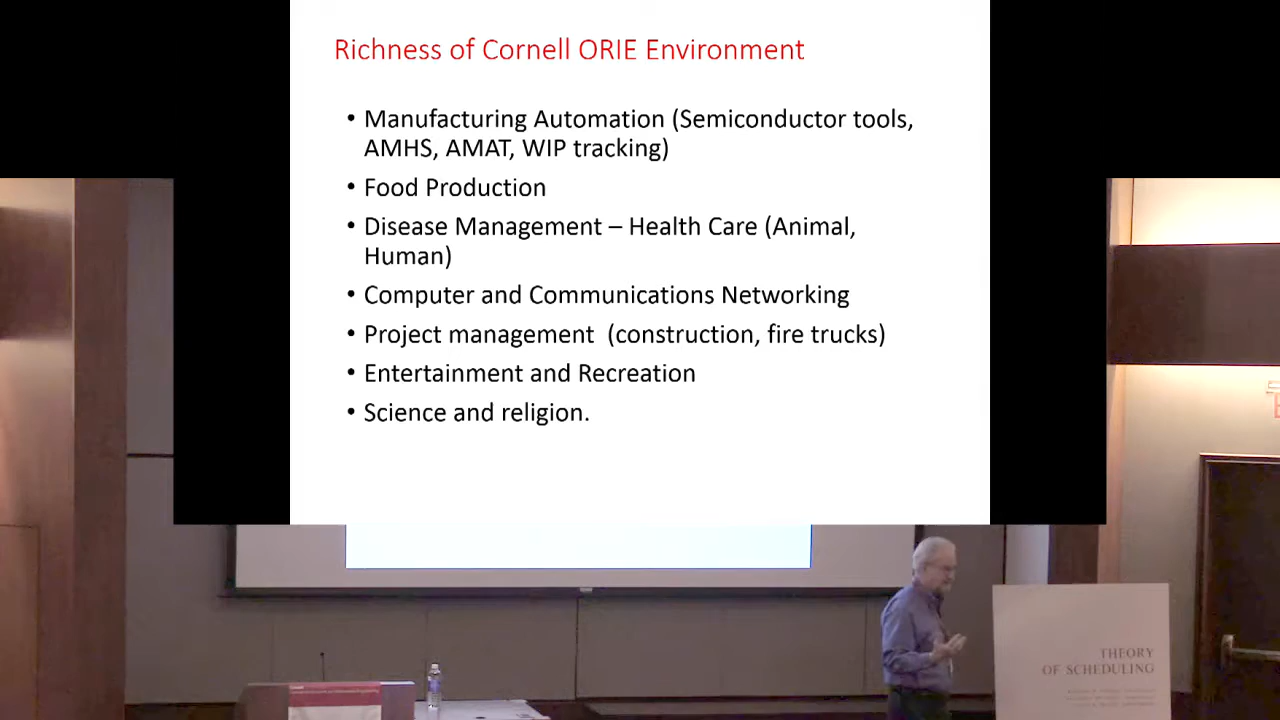 Richness of Cornell ORIE Environment
• Manufacturing Automation (Semiconductor tools,
AMHS, AMAT, WIP tracking)
• Food Production
• Disease Management – Health Care (Animal,
Human)
• Computer and Communications Networking
• Project management (construction, fire trucks)
• Entertainment and Recreation
• Science and religion.
THEORY
OF SCHEDULING